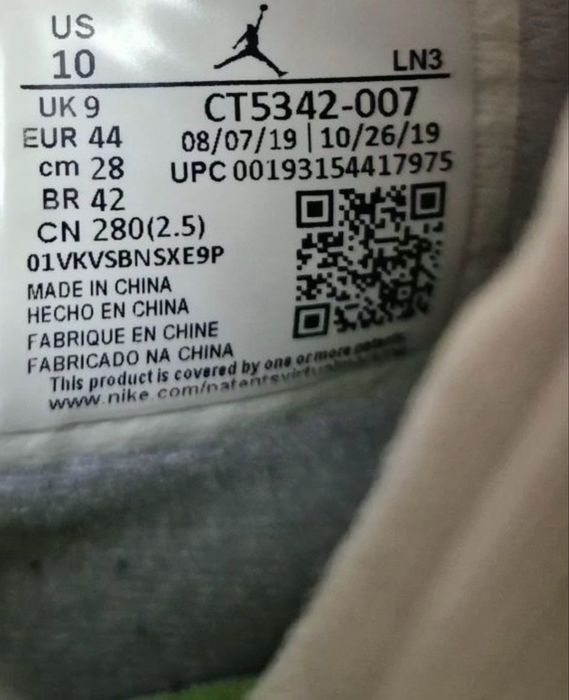 US
10
LN3
UK 9
CT5342-007
EUR 44
08/07/19 | 10/26/19
cm 28
UPC 00193154417975
BR 42
CN 280(2.5)
01VKVSBNSXE9P
MADE IN CHINA
HECHO EN CHINA
FABRIQUE EN CHINE
FABRICADO NA CHINA
This product is covered by one or more patents
www.nike.com/patents